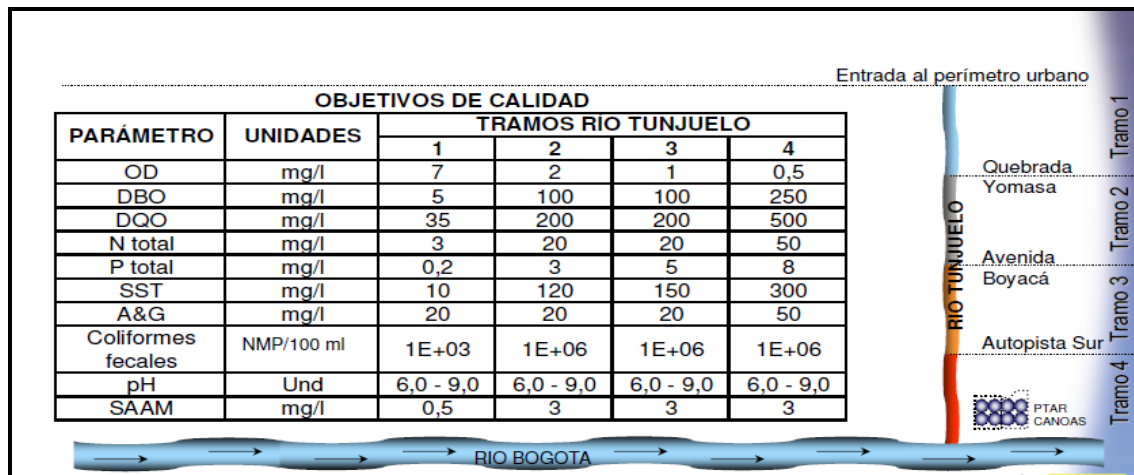 Entrada al perímetro urbano
OBJETIVOS DE CALIDAD
PARÁMETRO UNIDADES TRAMOS RIO TUNJUELO
1 2 3 4
OD mg/l 7 2 1 0,5
DBO mg/l 5 100 100 250
DQO mg/l 35 200 200 500
N total mg/l 3 20 20 50
P total mg/l 0,2 3 5 8
SST mg/l 10 120 150 300
A&G mg/l 20 20 20 50
Coliformes
fecales NMP/100 ml 1E+03 1E+06 1E+06 1E+06
pH Und 6,0 - 9,0 6,0 - 9,0 6,0 - 9,0 6,0 - 9,0
SAAM mg/l 0,5 3 3 3
RIO TUNJUELO
Quebrada
Yomasa
Avenida
Boyacá
Autopista Sur
Tramo 1
Tramo 2
Tramo 3
Tramo 4
PTAR
CANOAS
RIO BOGOTA